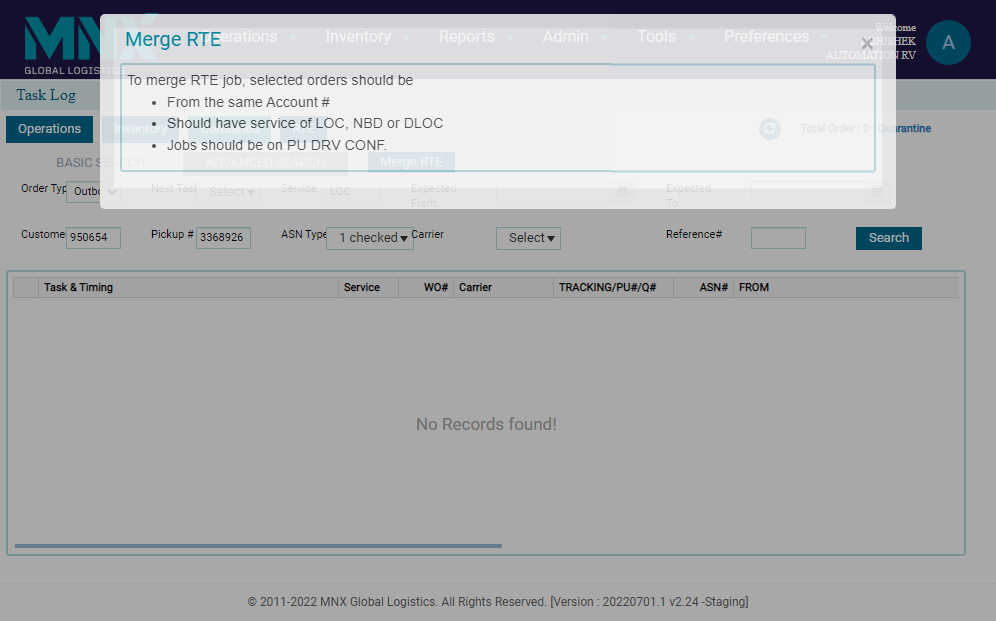 MNX
GLOBAL LOGISTICS
Operations Inventory Reports Admin Tools Preferences
Welcome
ABHISHEK
AUTOMATION RV
A
Merge RTE
×
To merge RTE job, selected orders should be
• From the same Account #
• Should have service of LOC, NBD or DLOC
• Jobs should be on PU DRV CONF.
Task Log
Operations Inventory
Total Order : 0 Quarantine
BASIC SEARCH ADVANCED SEARCH Merge RTE
Order Typ Outbo Next Task Select Service LOC Expected From Expected To
Custome 950654 Pickup # 3368926 ASN Type 1 checked Carrier Select Reference# Search
Task & Timing Service WO# Carrier TRACKING/PU#/Q# ASN# FROM
No Records found!
© 2011-2022 MNX Global Logistics. All Rights Reserved. [Version : 20220701.1 v2.24 -Staging]